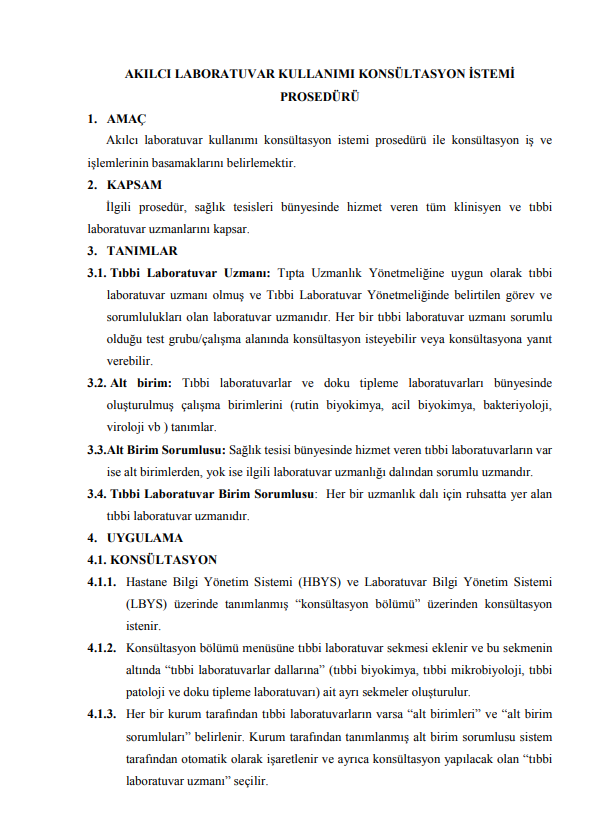 AKILCI LABORATUVAR KULLANIMI KONSÜLTASYON İSTEMİ
PROSEDÜRÜ
1. AMAÇ
Akılcı laboratuvar kullanımı konsültasyon istemi prosedürü ile konsültasyon iş ve
işlemlerinin basamaklarını belirlemektir.
2. KAPSAM
İlgili prosedür, sağlık tesisleri bünyesinde hizmet veren tüm klinisyen ve tıbbi
laboratuvar uzmanlarını kapsar.
3. TANIMLAR
3.1. Tıbbi Laboratuvar Uzmanı: Tıpta Uzmanlık Yönetmeliğine uygun olarak tıbbi
laboratuvar uzmanı olmuş ve Tıbbi Laboratuvar Yönetmeliğinde belirtilen görev ve
sorumlulukları olan laboratuvar uzmanıdır. Her bir tıbbi laboratuvar uzmanı sorumlu
olduğu test grubu/çalışma alanında konsültasyon isteyebilir veya konsültasyona yanıt
verebilir.
3.2. Alt birim: Tıbbi laboratuvarlar ve doku tipleme laboratuvarları bünyesinde
oluşturulmuş çalışma birimlerini (rutin biyokimya, acil biyokimya, bakteriyoloji,
viroloji vb ) tanımlar.
3.3.Alt Birim Sorumlusu: Sağlık tesisi bünyesinde hizmet veren tıbbi laboratuvarların var
ise alt birimlerden, yok ise ilgili laboratuvar uzmanlığı dalından sorumlu uzmandır.
3.4. Tıbbi Laboratuvar Birim Sorumlusu: Her bir uzmanlık dalı için ruhsatta yer alan
tıbbi laboratuvar uzmanıdır.
4. UYGULAMA
4.1. KONSÜLTASYON
4.1.1. Hastane Bilgi Yönetim Sistemi (HBYS) ve Laboratuvar Bilgi Yönetim Sistemi
(LBYS) üzerinde tanımlanmış “konsültasyon bölümü” üzerinden konsültasyon
istenir.
4.1.2. Konsültasyon bölümü menüsüne tıbbi laboratuvar sekmesi eklenir ve bu sekmenin
altında “tıbbi laboratuvarlar dallarına” (tıbbi biyokimya, tıbbi mikrobiyoloji, tıbbi
patoloji ve doku tipleme laboratuvarı) ait ayrı sekmeler oluşturulur.
4.1.3. Her bir kurum tarafından tıbbi laboratuvarların varsa “alt birimleri” ve “alt birim
sorumluları” belirlenir. Kurum tarafından tanımlanmış alt birim sorumlusu sistem
tarafından otomatik olarak işaretlenir ve ayrıca konsültasyon yapılacak olan “tıbbi
laboratuvar uzmanı” seçilir.